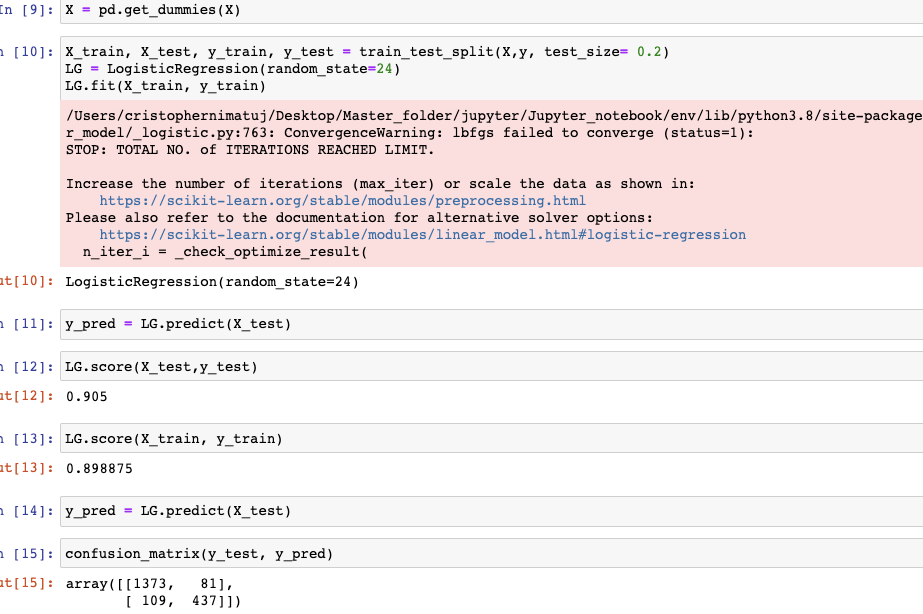 In [9]: X = pd.get_dummies(X)
n [10]: X_train, X_test, y_train, y_test = train_test_split(X,y, test_size= 0.2)
LG = LogisticRegression(random_state=24)
LG.fit(X_train, y_train)
/Users/cristophernimatuj/Desktop/Master_folder/jupyter/Jupyter_notebook/env/lib/python3.8/site-package
r_model/_logistic.py:763: ConvergenceWarning: lbfgs failed to converge (status=1):
STOP: TOTAL NO. of ITERATIONS REACHED LIMIT.
Increase the number of iterations (max_iter) or scale the data as shown in:
https://scikit-learn.org/stable/modules/preprocessing.html
Please also refer to the documentation for alternative solver options:
https://scikit-learn.org/stable/modules/linear_model.html#logistic-regression
n_iter_i = _check_optimize_result(
ut[10]: LogisticRegression(random_state=24)
n [11]: y_pred = LG.predict(X_test)
n [12]: LG.score(X_test,y_test)
ut[12]: 0.905
n [13]: LG.score(X_train, y_train)
ut[13]: 0.898875
n [14]: y_pred = LG.predict(X_test)
n [15]: confusion_matrix(y_test, y_pred)
ut[15]: array([[1373, 81],
[ 109, 437]])